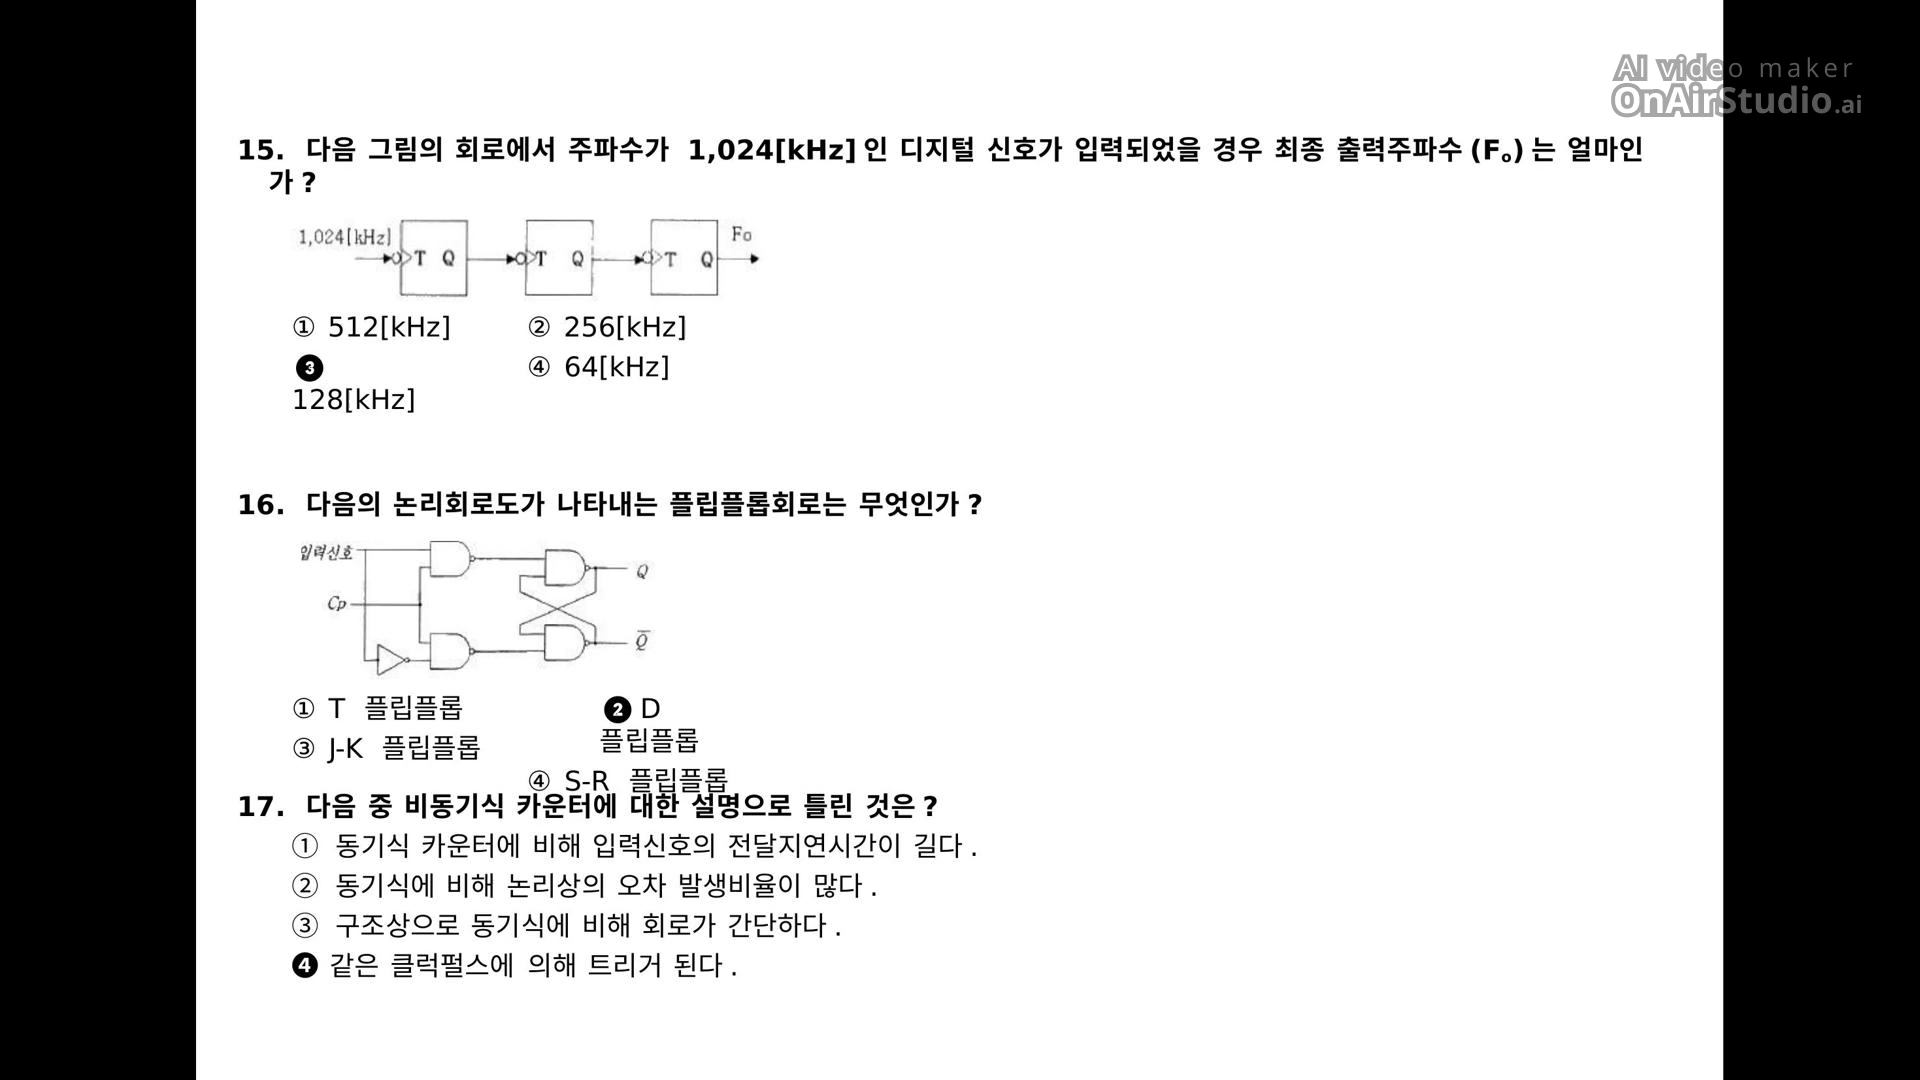 AI video maker
OnAirStudio.ai
15. 다음 그림의 회로에서 주파수가 1,024[kHz]인 디지털 신호가 입력되었을 경우 최종 출력주파수(Fₒ)는 얼마인
가?
1,024[kHz] T Q T Q T Q Fo
① 512[kHz] ② 256[kHz]
❸ ④ 64[kHz]
128[kHz]
16. 다음의 논리회로도가 나타내는 플립플롭회로는 무엇인가?
입력신호
Q
Cp
Q̅
① T 플립플롭 ❷ D
플립플롭
③ J-K 플립플롭
④ S-R 플립플롭
17. 다음 중 비동기식 카운터에 대한 설명으로 틀린 것은?
① 동기식 카운터에 비해 입력신호의 전달지연시간이 길다.
② 동기식에 비해 논리상의 오차 발생비율이 많다.
③ 구조상으로 동기식에 비해 회로가 간단하다.
❹ 같은 클럭펄스에 의해 트리거 된다.